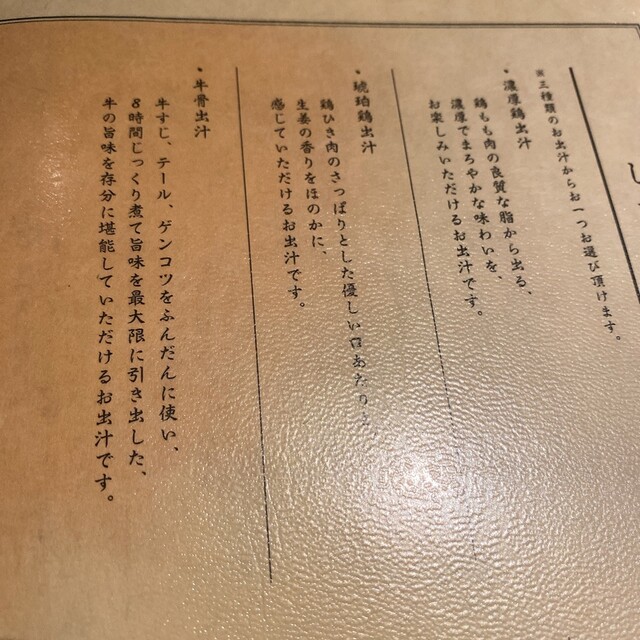 し
※三種類のお出汁からお一つお選び頂けます。
・濃厚鶏出汁
鶏もも肉の良質な脂から出る、
濃厚でまろやかな味わいを、
お楽しみいただけるお出汁です。
・琥珀鶏出汁
鶏ひき肉のさっぱりとした優しい口あたりと
生姜の香りをほのかに、
感じていただけるお出汁です。
・牛骨出汁
牛すじ、テール、ゲンコツをふんだんに使い、
8時間じっくり煮て旨味を最大限に引き出した、
牛の旨味を存分に堪能していただけるお出汁です。